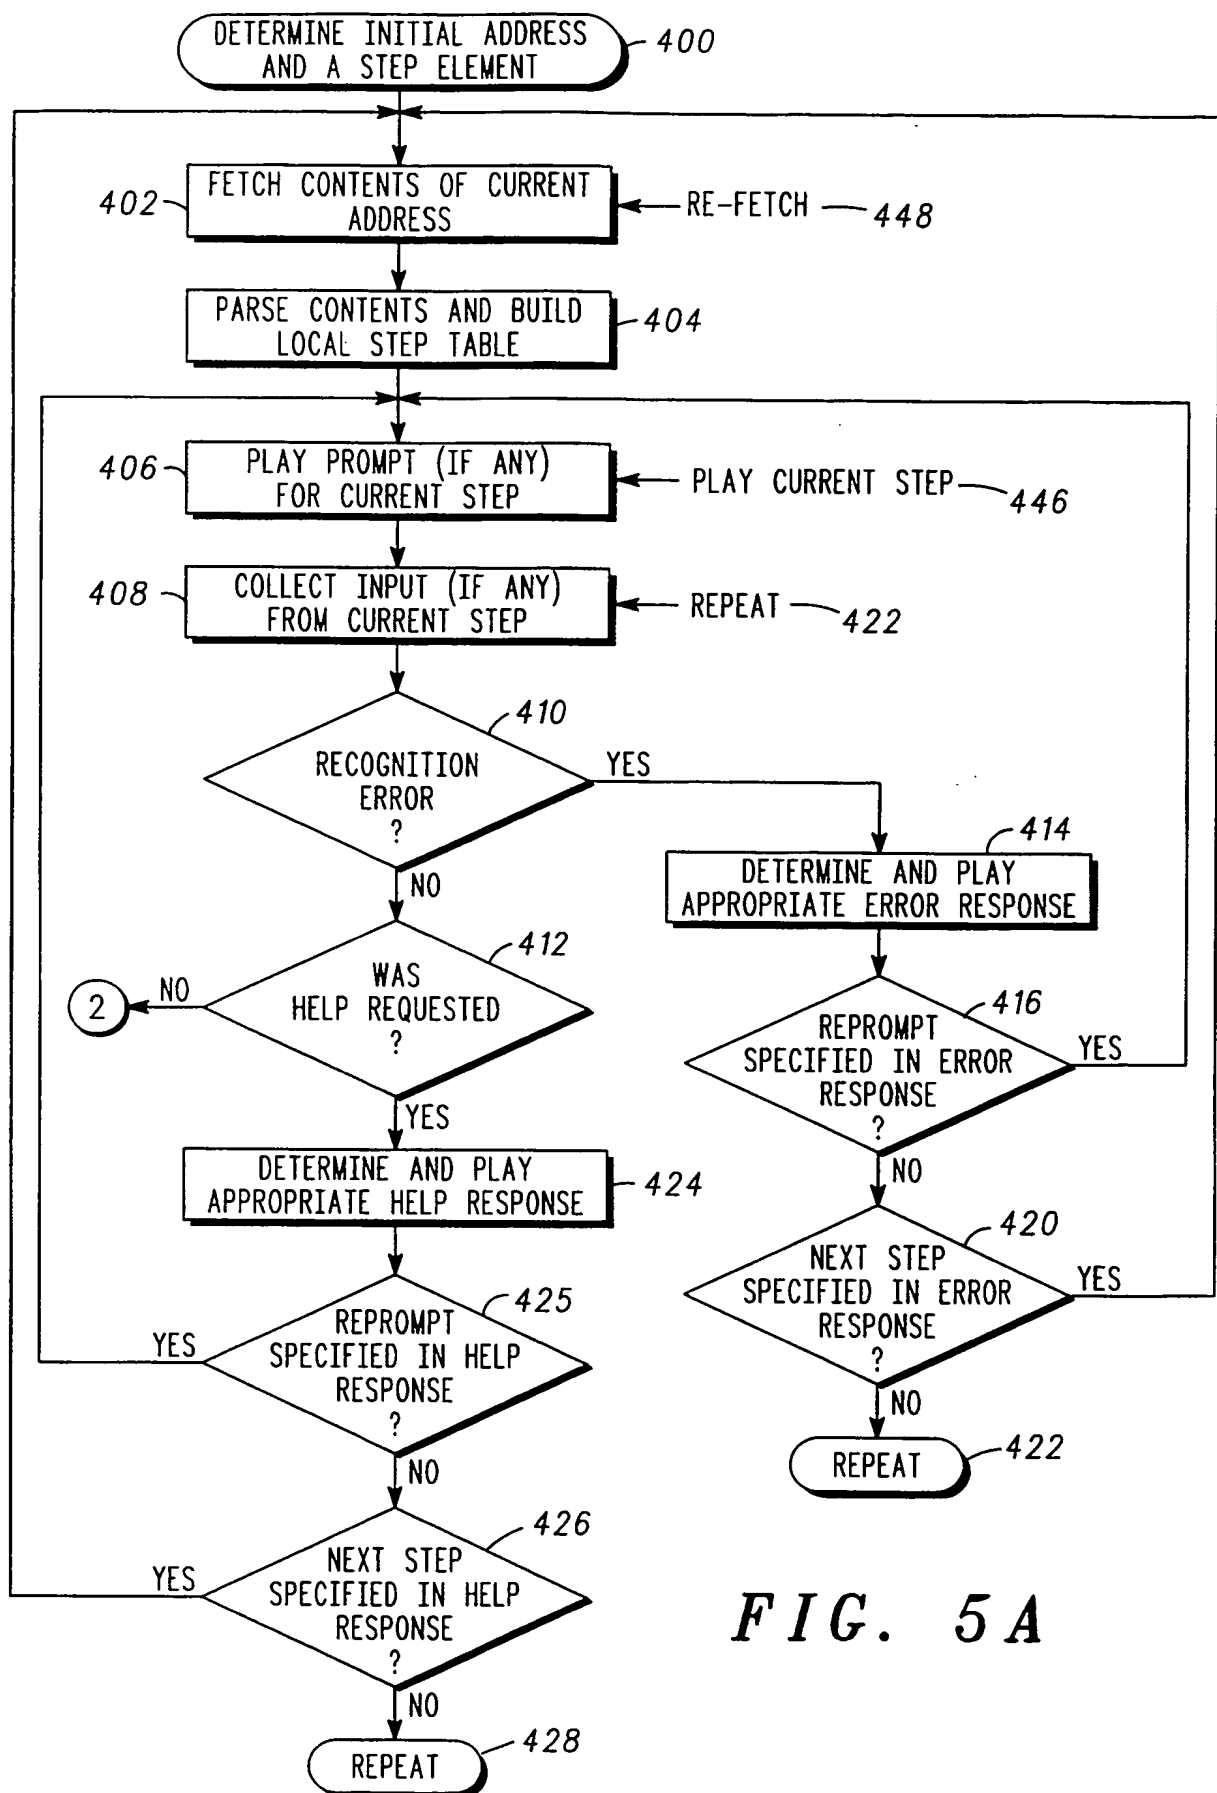 DETERMINE INITIAL ADDRESS
AND A STEP ELEMENT
400
402
FETCH CONTENTS OF CURRENT
ADDRESS
RE-FETCH
448
PARSE CONTENTS AND BUILD
LOCAL STEP TABLE
404
406
PLAY PROMPT (IF ANY)
FOR CURRENT STEP
PLAY CURRENT STEP
446
408
COLLECT INPUT (IF ANY)
FROM CURRENT STEP
REPEAT
422
410
RECOGNITION
ERROR
?
YES
NO
414
DETERMINE AND PLAY
APPROPRIATE ERROR RESPONSE
412
WAS
HELP REQUESTED
?
NO
2
YES
416
REPROMPT
SPECIFIED IN ERROR
RESPONSE
?
YES
NO
DETERMINE AND PLAY
APPROPRIATE HELP RESPONSE
424
420
NEXT STEP
SPECIFIED IN ERROR
RESPONSE
?
YES
NO
425
REPROMPT
SPECIFIED IN HELP
RESPONSE
?
YES
NO
REPEAT
422
426
NEXT STEP
SPECIFIED IN HELP
RESPONSE
?
YES
NO
REPEAT
428
FIG. 5A